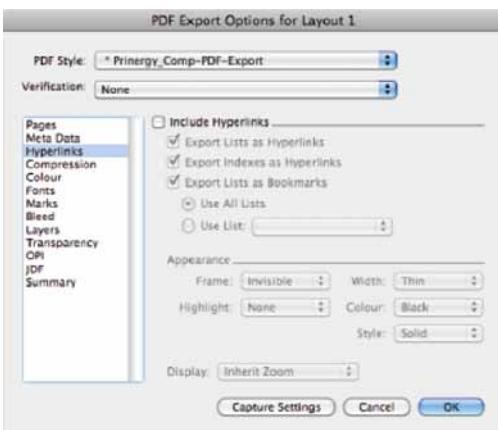 PDF Export Options for Layout 1
PDF Style: * Prinergy_Comp-PDF-Export
Verification: None
Pages
Meta Data
Hyperlinks
Compression
Colour
Fonts
Marks
Bleed
Layers
Transparency
OPI
JDF
Summary
Include Hyperlinks
Export Lists as Hyperlinks
Export Indexes as Hyperlinks
Export Lists as Bookmarks
Use All Lists
Use List:
Appearance
Frame: Invisible Width: Thin
Highlight: None Colour: Black
Style: Solid
Display: Inherit Zoom
Capture Settings Cancel OK